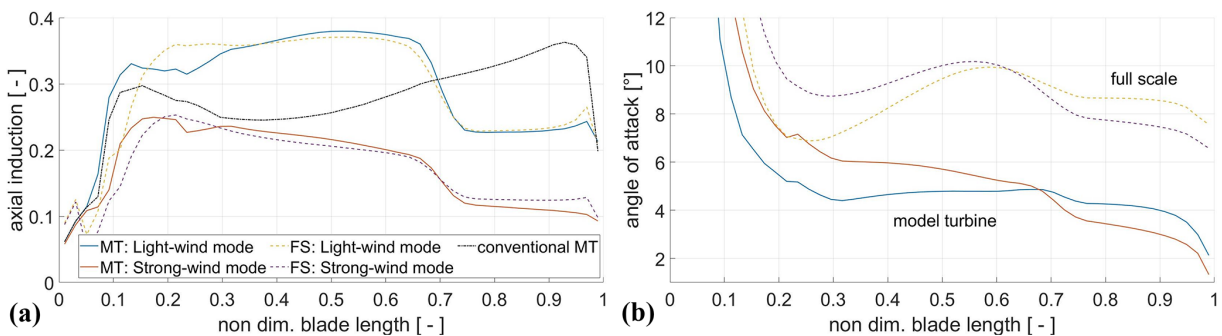 0.4
0.3
0.2
0.1
0
axial induction [ - ]
MT: Light-wind mode
FS: Light-wind mode
conventional MT
MT: Strong-wind mode
FS: Strong-wind mode
0 0.1 0.2 0.3 0.4 0.5 0.6 0.7 0.8 0.9 1
(a)
non dim. blade length [ - ]
12
10
8
6
4
2
angle of attack [°]
full scale
model turbine
0 0.1 0.2 0.3 0.4 0.5 0.6 0.7 0.8 0.9 1
(b)
non dim. blade length [ - ]